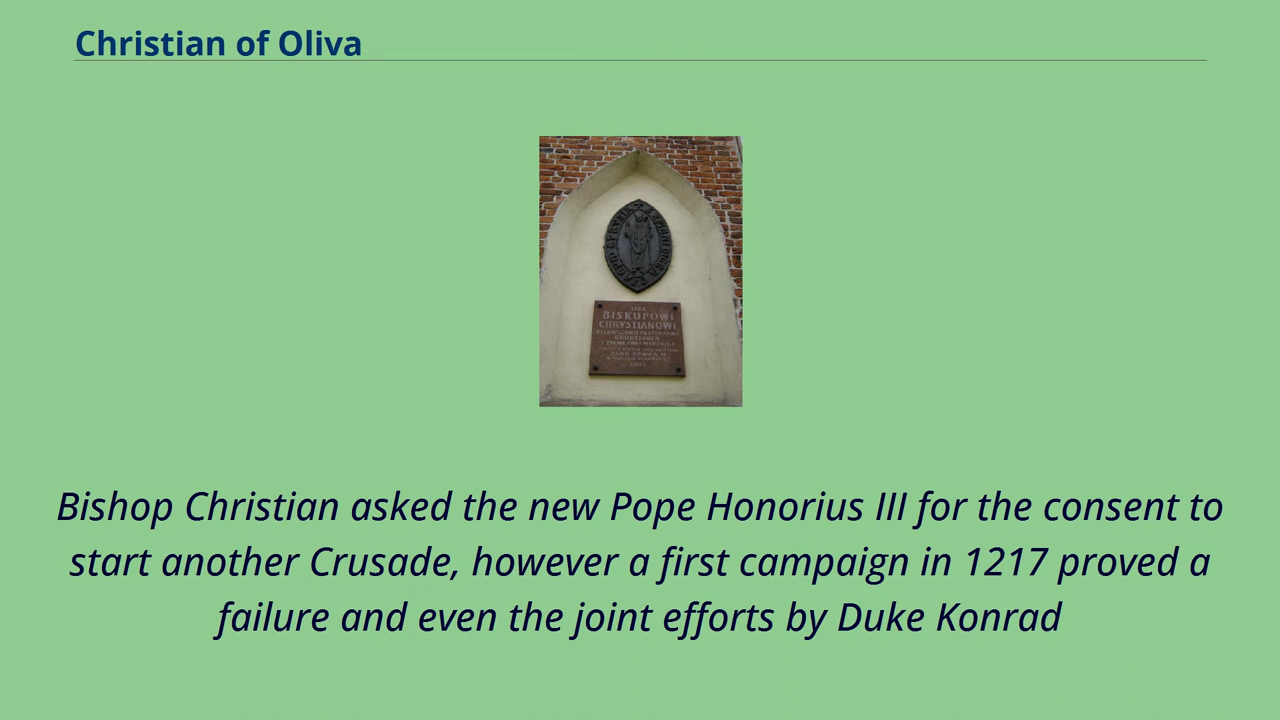 Christian of Oliva
BISKUPOWI
CHRYSTIANOWI
Bishop Christian asked the new Pope Honorius III for the consent to
start another Crusade, however a first campaign in 1217 proved a
failure and even the joint efforts by Duke Konrad